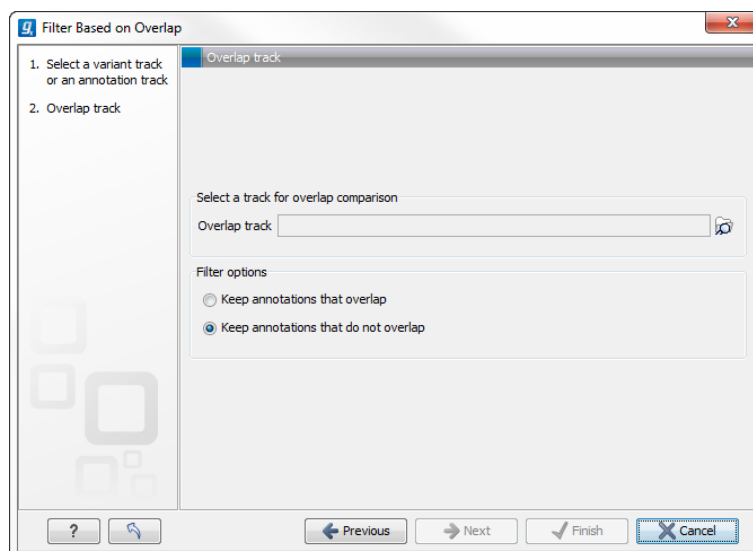 Filter Based on Overlap
1. Select a variant track
or an annotation track
2. Overlap track
Overlap track
Select a track for overlap comparison
Overlap track
Filter options
Keep annotations that overlap
Keep annotations that do not overlap
?
Previous
Next
Finish
Cancel